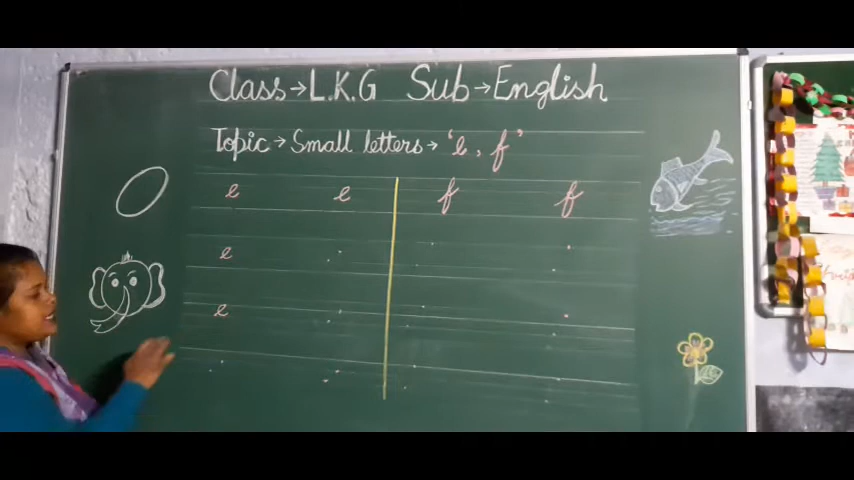 Class → L.K.G Sub → English
Topic → Small letters → 'e, f'
e e f f
e
e